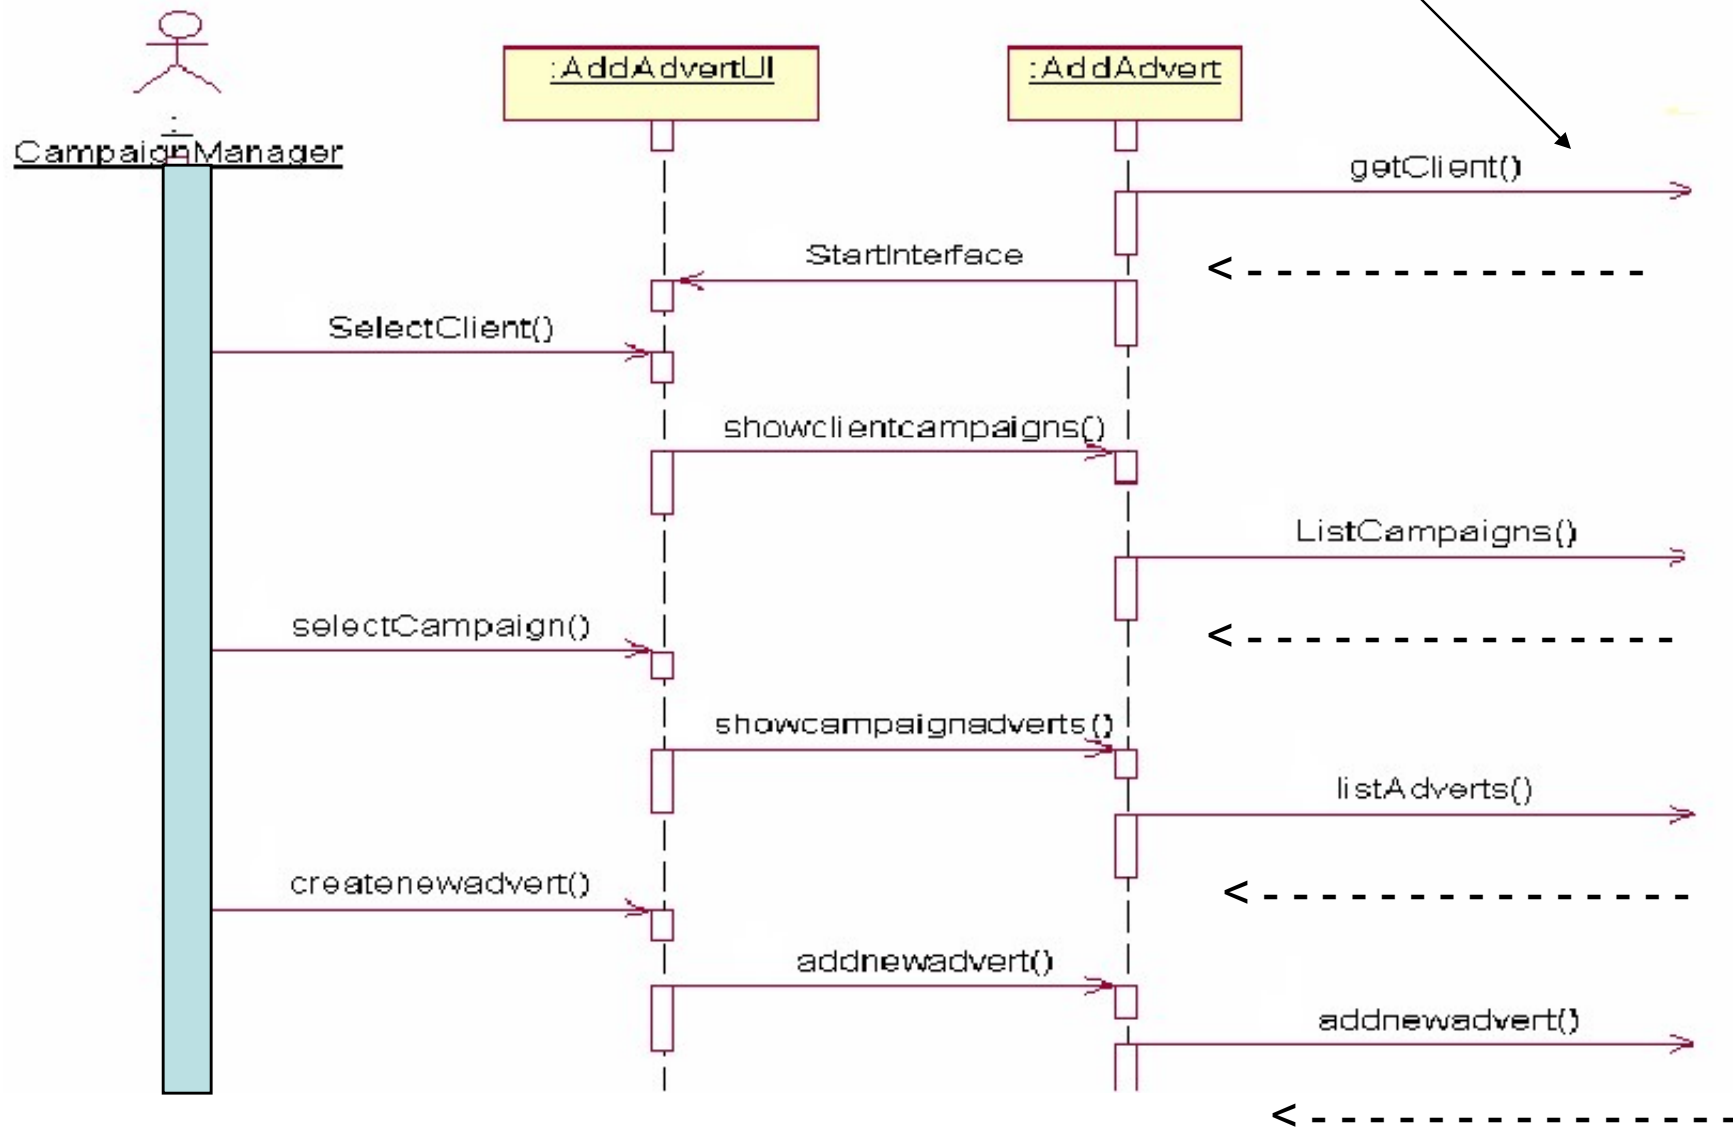 :AddAdvertUI
:AddAdvert
:
CampaignManager
getClient()
StartInterface
SelectClient()
showclientcampaigns()
ListCampaigns()
selectCampaign()
showcampaignadverts()
listAdverts()
createnewadvert()
addnewadvert()
addnewadvert()